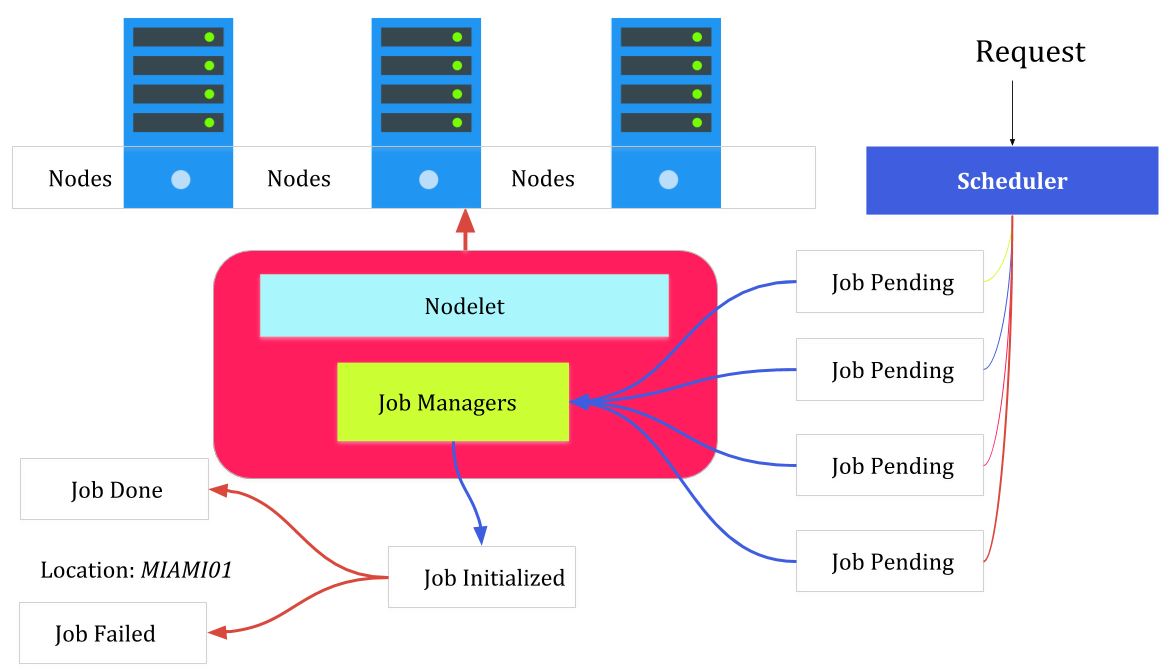 Request
Nodes
Nodes
Nodes
Scheduler
Nodelet
Job Managers
Job Pending
Job Pending
Job Pending
Job Pending
Job Done
Location: MIAMI01
Job Initialized
Job Failed